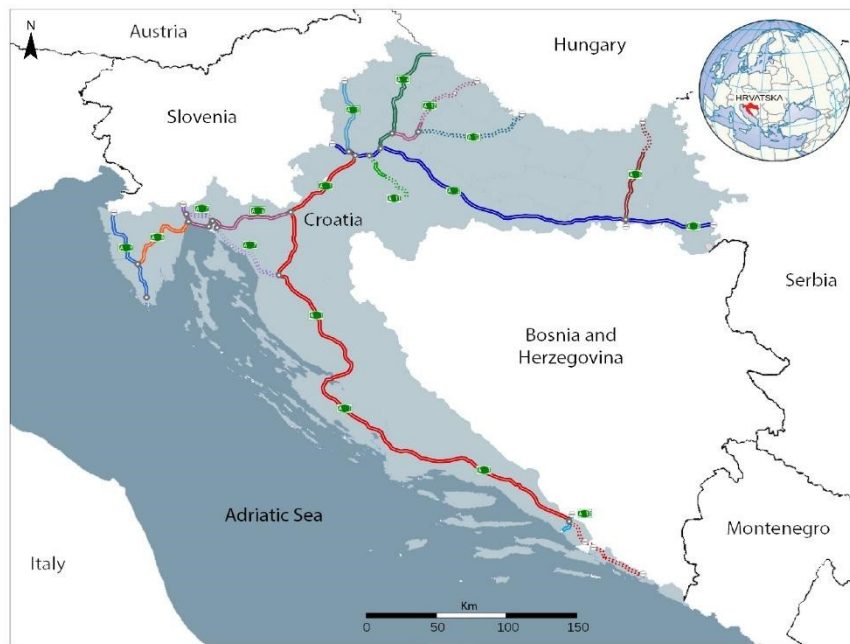 N
Austria
Hungary
HRVATSKA
Slovenia
Croatia
Serbia
Bosnia and
Herzegovina
Adriatic Sea
Montenegro
Italy
Km
0 50 100 150